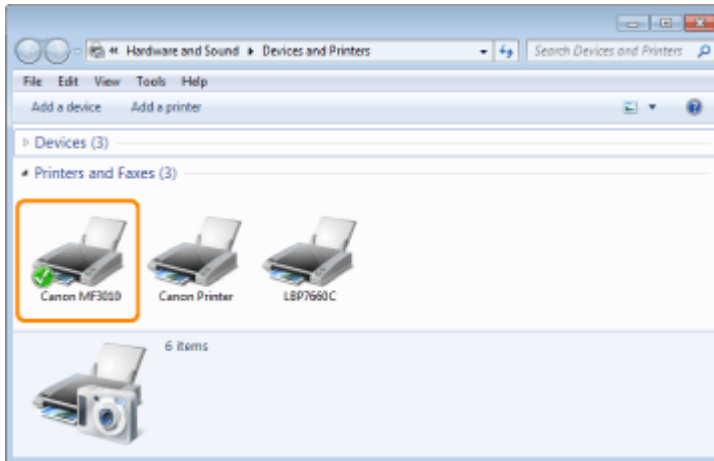 « Hardware and Sound ▸ Devices and Printers Search Devices and Printers
File Edit View Tools Help
Add a device Add a printer
Devices (3)
Printers and Faxes (3)
Canon MF3010 Canon Printer LBP7660C
6 items